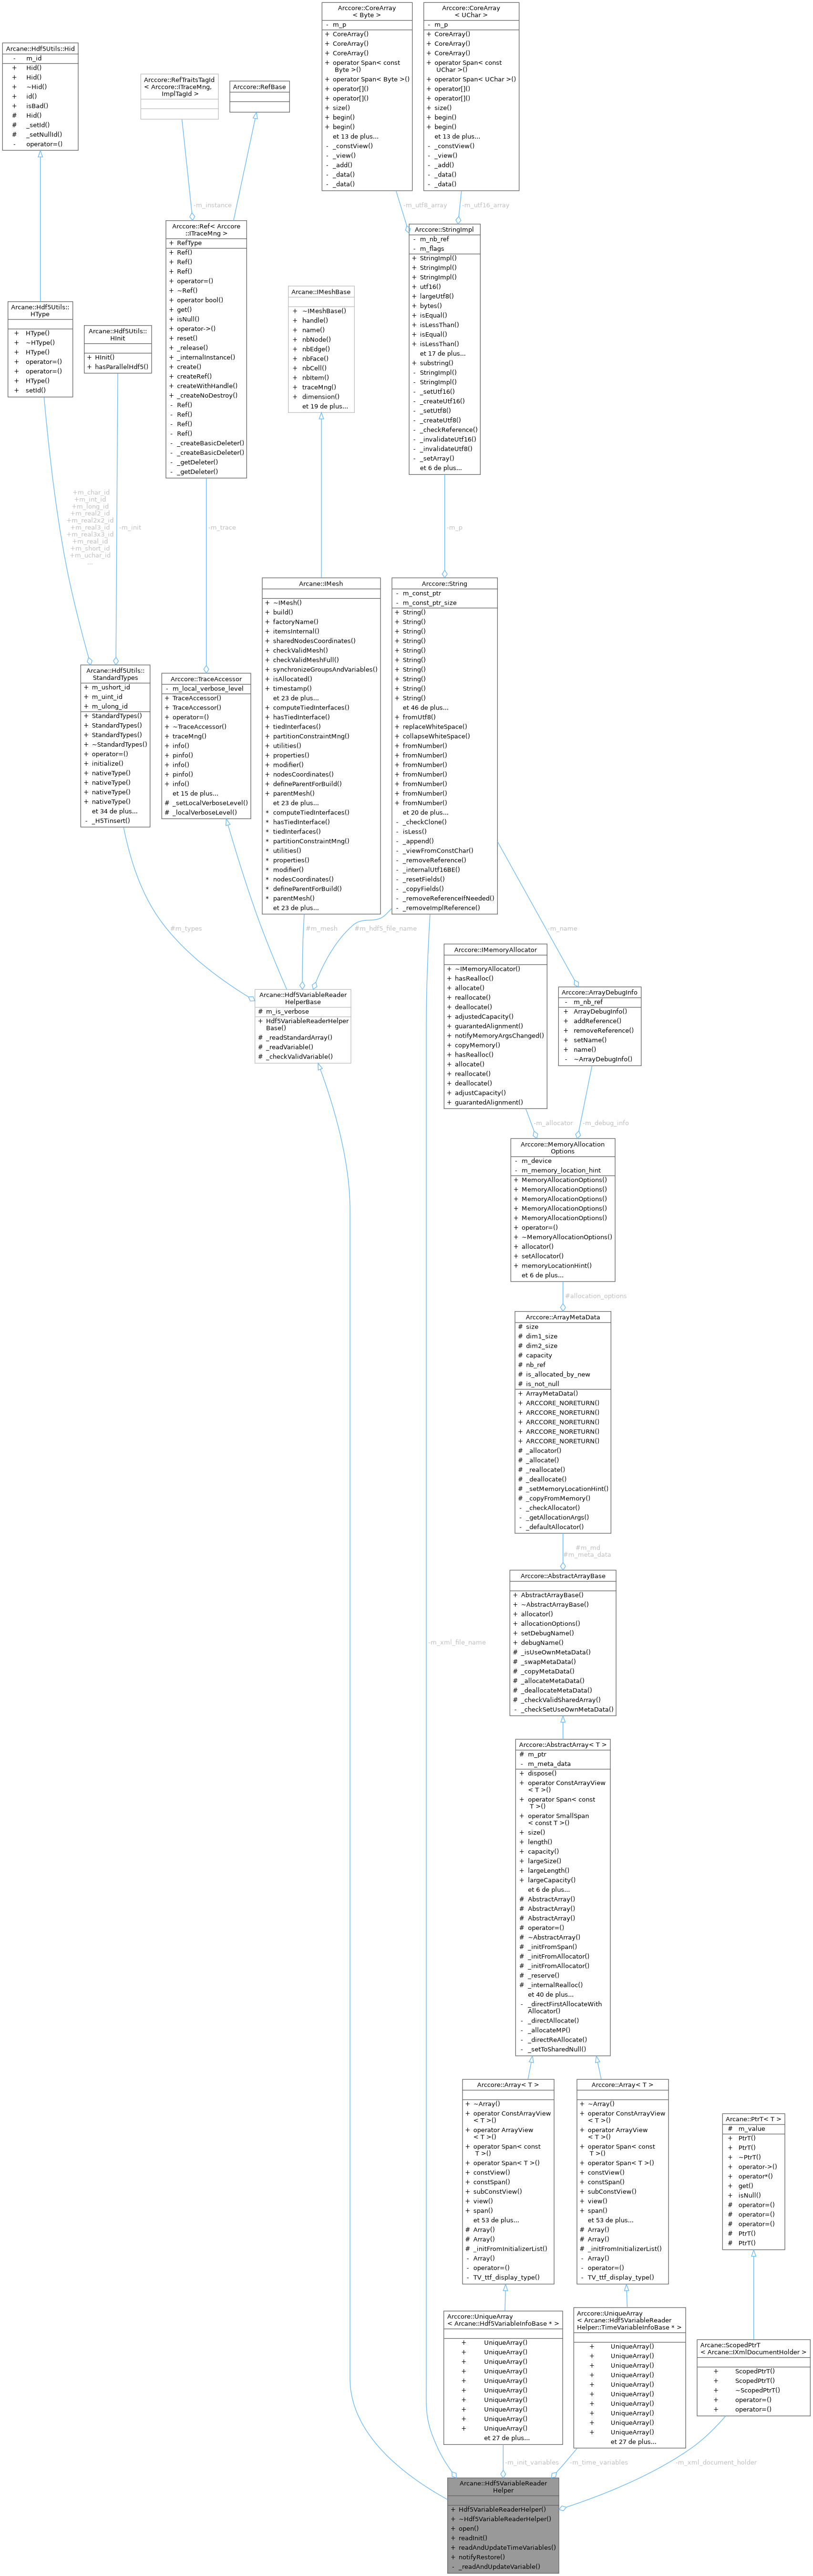 Arccore::CoreArray
< Byte >
- m_p
+ CoreArray()
+ CoreArray()
+ CoreArray()
+ operator Span< const
Byte >()
+ operator Span< Byte >()
+ operator[]()
+ operator[]()
+ size()
+ begin()
+ begin()
et 13 de plus...
- _constView()
- _view()
- _add()
- _data()
- _data()
Arccore::CoreArray
< UChar >
- m_p
+ CoreArray()
+ CoreArray()
+ CoreArray()
+ operator Span< const
UChar >()
+ operator Span< UChar >()
+ operator[]()
+ operator[]()
+ size()
+ begin()
+ begin()
et 13 de plus...
- _constView()
- _view()
- _add()
- _data()
- _data()
Arcane::Hdf5Utils::Hid
- m_id
+ Hid()
+ Hid()
+ ~Hid()
+ id()
+ isBad()
# Hid()
# _setId()
# _setNullId()
- operator=()
Arccore::RefTraitsTagId
< Arccore::ITraceMng,
ImplTagId >
Arccore::RefBase
-m_instance
-m_utf8_array
-m_utf16_array
Arccore::Ref< Arccore
::ITraceMng >
+ RefType
+ Ref()
+ Ref()
+ Ref()
+ operator=()
+ ~Ref()
+ operator bool()
+ get()
+ isNull()
+ operator->()
+ reset()
+ _release()
+ _internalInstance()
+ create()
+ createRef()
+ createWithHandle()
+ _createNoDestroy()
- Ref()
- Ref()
- Ref()
- Ref()
- _createBasicDeleter()
- _createBasicDeleter()
- _getDeleter()
- _getDeleter()
Arccore::StringImpl
- m_nb_ref
- m_flags
+ StringImpl()
+ StringImpl()
+ StringImpl()
+ utf16()
+ largeUtf8()
+ bytes()
+ isEqual()
+ isLessThan()
+ isEqual()
+ isLessThan()
et 17 de plus...
+ substring()
- StringImpl()
- StringImpl()
- _setUtf16()
- _createUtf16()
- _setUtf8()
- _createUtf8()
- _checkReference()
- _invalidateUtf16()
- _invalidateUtf8()
- _setArray()
et 6 de plus...
Arcane::IMeshBase
+ ~IMeshBase()
+ handle()
+ name()
+ nbNode()
+ nbEdge()
+ nbFace()
+ nbCell()
+ nbItem()
+ traceMng()
+ dimension()
et 19 de plus...
Arcane::Hdf5Utils::
HType
+ HType()
+ ~HType()
+ HType()
+ operator=()
+ operator=()
+ HType()
+ setId()
Arcane::Hdf5Utils::
HInit
+ HInit()
+ hasParallelHdf5()
+m_char_id
+m_int_id
+m_long_id
+m_real2_id
+m_real2x2_id
+m_real3_id
+m_real3x3_id
+m_real_id
+m_short_id
+m_uchar_id
...
-m_init
-m_trace
-m_p
Arcane::IMesh
+ ~IMesh()
+ build()
+ factoryName()
+ itemsInternal()
+ sharedNodesCoordinates()
+ checkValidMesh()
+ checkValidMeshFull()
+ synchronizeGroupsAndVariables()
+ isAllocated()
+ timestamp()
et 23 de plus...
+ computeTiedInterfaces()
+ hasTiedInterface()
+ tiedInterfaces()
+ partitionConstraintMng()
+ utilities()
+ properties()
+ modifier()
+ nodesCoordinates()
+ defineParentForBuild()
+ parentMesh()
et 23 de plus...
* computeTiedInterfaces()
* hasTiedInterface()
* tiedInterfaces()
* partitionConstraintMng()
* utilities()
* properties()
* modifier()
* nodesCoordinates()
* defineParentForBuild()
* parentMesh()
et 23 de plus...
Arccore::String
- m_const_ptr
- m_const_ptr_size
+ String()
+ String()
+ String()
+ String()
+ String()
+ String()
+ String()
+ String()
+ String()
+ String()
et 46 de plus...
+ fromUtf8()
+ replaceWhiteSpace()
+ collapseWhiteSpace()
+ fromNumber()
+ fromNumber()
+ fromNumber()
+ fromNumber()
+ fromNumber()
+ fromNumber()
+ fromNumber()
et 20 de plus...
- _checkClone()
- isLess()
- _append()
- _viewFromConstChar()
- _removeReference()
- _internalUtf16BE()
- _resetFields()
- _copyFields()
- _removeReferenceIfNeeded()
- _removeImplReference()
Arcane::Hdf5Utils::
StandardTypes
+ m_ushort_id
+ m_uint_id
+ m_ulong_id
+ StandardTypes()
+ StandardTypes()
+ StandardTypes()
+ ~StandardTypes()
+ operator=()
+ initialize()
+ nativeType()
+ nativeType()
+ nativeType()
+ nativeType()
et 34 de plus...
- _H5Tinsert()
Arccore::TraceAccessor
- m_local_verbose_level
+ TraceAccessor()
+ TraceAccessor()
+ operator=()
+ ~TraceAccessor()
+ traceMng()
+ info()
+ pinfo()
+ info()
+ pinfo()
+ info()
et 15 de plus...
# _setLocalVerboseLevel()
# _localVerboseLevel()
#m_types
#m_mesh
#m_hdf5_file_name
-m_name
Arcane::Hdf5VariableReader
HelperBase
# m_is_verbose
+ Hdf5VariableReaderHelper
Base()
# _readStandardArray()
# _readVariable()
# _checkValidVariable()
Arccore::IMemoryAllocator
+ ~IMemoryAllocator()
+ hasRealloc()
+ allocate()
+ reallocate()
+ deallocate()
+ adjustedCapacity()
+ guarantedAlignment()
+ notifyMemoryArgsChanged()
+ copyMemory()
+ hasRealloc()
+ allocate()
+ reallocate()
+ deallocate()
+ adjustCapacity()
+ guarantedAlignment()
Arccore::ArrayDebugInfo
- m_nb_ref
+ ArrayDebugInfo()
+ addReference()
+ removeReference()
+ setName()
+ name()
- ~ArrayDebugInfo()
-m_allocator
-m_debug_info
Arccore::MemoryAllocation
Options
- m_device
- m_memory_location_hint
+ MemoryAllocationOptions()
+ MemoryAllocationOptions()
+ MemoryAllocationOptions()
+ MemoryAllocationOptions()
+ MemoryAllocationOptions()
+ operator=()
+ ~MemoryAllocationOptions()
+ allocator()
+ setAllocator()
+ memoryLocationHint()
et 6 de plus...
#allocation_options
Arccore::ArrayMetaData
# size
# dim1_size
# dim2_size
# capacity
# nb_ref
# is_allocated_by_new
# is_not_null
+ ArrayMetaData()
+ ARCCORE_NORETURN()
+ ARCCORE_NORETURN()
+ ARCCORE_NORETURN()
+ ARCCORE_NORETURN()
+ ARCCORE_NORETURN()
# _allocator()
# _allocate()
# _reallocate()
# _deallocate()
# _setMemoryLocationHint()
# _copyFromMemory()
- _checkAllocator()
- _getAllocationArgs()
- _defaultAllocator()
#m_md
#m_meta_data
Arccore::AbstractArrayBase
+ AbstractArrayBase()
+ ~AbstractArrayBase()
+ allocator()
+ allocationOptions()
+ setDebugName()
+ debugName()
# _isUseOwnMetaData()
# _swapMetaData()
# _copyMetaData()
# _allocateMetaData()
# _deallocateMetaData()
# _checkValidSharedArray()
- _checkSetUseOwnMetaData()
-m_xml_file_name
Arccore::AbstractArray< T >
# m_ptr
- m_meta_data
+ dispose()
+ operator ConstArrayView
< T >()
+ operator Span< const
T >()
+ operator SmallSpan
< const T >()
+ size()
+ length()
+ capacity()
+ largeSize()
+ largeLength()
+ largeCapacity()
et 6 de plus...
# AbstractArray()
# AbstractArray()
# AbstractArray()
# operator=()
# ~AbstractArray()
# _initFromSpan()
# _initFromAllocator()
# _initFromAllocator()
# _reserve()
# _internalRealloc()
et 40 de plus...
- _directFirstAllocateWith
Allocator()
- _directAllocate()
- _allocateMP()
- _directReAllocate()
- _setToSharedNull()
Arccore::Array< T >
+ ~Array()
+ operator ConstArrayView
< T >()
+ operator ArrayView
< T >()
+ operator Span< const
T >()
+ operator Span< T >()
+ constView()
+ constSpan()
+ subConstView()
+ view()
+ span()
et 53 de plus...
# Array()
# Array()
# _initFromInitializerList()
- Array()
- operator=()
- TV_ttf_display_type()
Arccore::Array< T >
+ ~Array()
+ operator ConstArrayView
< T >()
+ operator ArrayView
< T >()
+ operator Span< const
T >()
+ operator Span< T >()
+ constView()
+ constSpan()
+ subConstView()
+ view()
+ span()
et 53 de plus...
# Array()
# Array()
# _initFromInitializerList()
- Array()
- operator=()
- TV_ttf_display_type()
Arcane::PtrT< T >
# m_value
+ PtrT()
+ PtrT()
+ ~PtrT()
+ operator->()
+ operator*()
+ get()
+ isNull()
# operator=()
# operator=()
# operator=()
# PtrT()
# PtrT()
Arccore::UniqueArray
< Arcane::Hdf5VariableInfoBase * >
+ UniqueArray()
+ UniqueArray()
+ UniqueArray()
+ UniqueArray()
+ UniqueArray()
+ UniqueArray()
+ UniqueArray()
+ UniqueArray()
+ UniqueArray()
+ UniqueArray()
et 27 de plus...
Arccore::UniqueArray
< Arcane::Hdf5VariableReader
Helper::TimeVariableInfoBase * >
+ UniqueArray()
+ UniqueArray()
+ UniqueArray()
+ UniqueArray()
+ UniqueArray()
+ UniqueArray()
+ UniqueArray()
+ UniqueArray()
+ UniqueArray()
+ UniqueArray()
et 27 de plus...
Arcane::ScopedPtrT
< Arcane::IXmlDocumentHolder >
+ ScopedPtrT()
+ ScopedPtrT()
+ ~ScopedPtrT()
+ operator=()
+ operator=()
-m_init_variables
-m_time_variables
-m_xml_document_holder
Arcane::Hdf5VariableReader
Helper
+ Hdf5VariableReaderHelper()
+ ~Hdf5VariableReaderHelper()
+ open()
+ readInit()
+ readAndUpdateTimeVariables()
+ notifyRestore()
- _readAndUpdateVariable()